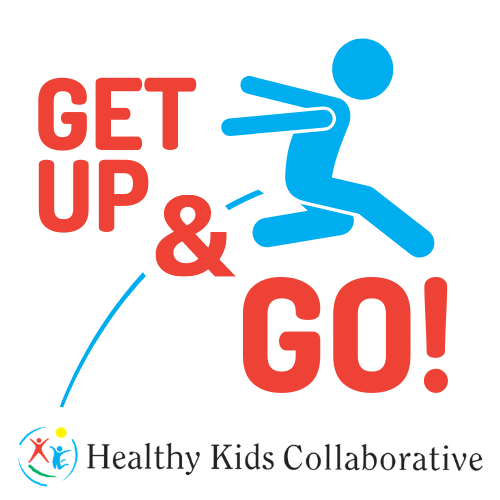 GET
UP
&
GO!
Healthy Kids Collaborative